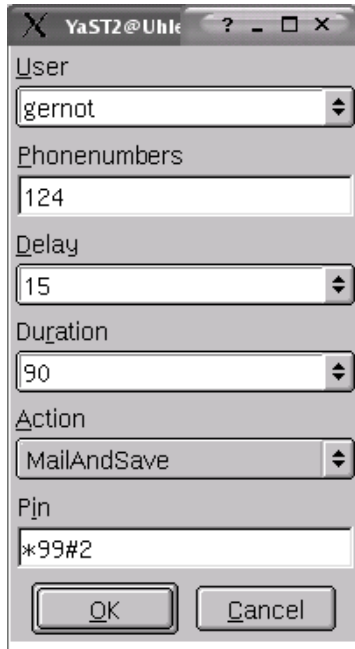 YaST2@Uhle ? _ □ X
User
gernot
Phonenumbers
124
Delay
15
Duration
90
Action
MailAndSave
Pin
*99#2
OK Cancel